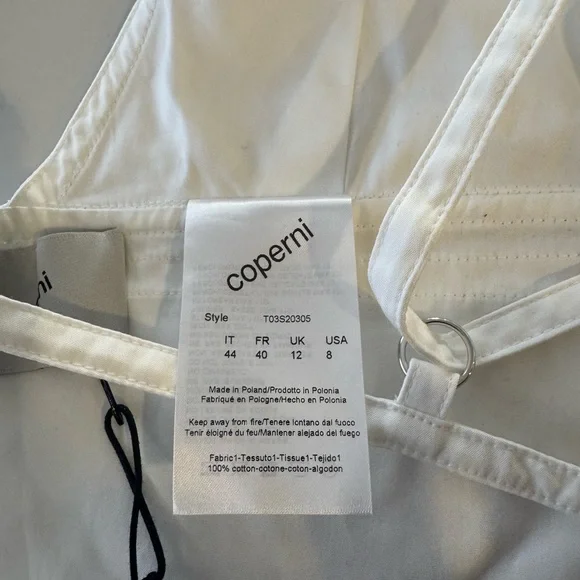 coperni
Style T03S20305
IT FR UK USA
44 40 12 8
Made in Poland/Prodotto in Polonia
Fabriqué en Pologne/Hecho en Polonia
Keep away from fire/Tenere lontano dal fuoco
Tenir éloigné du feu/Mantener alejado del fuego
Fabric1-Tessuto1-Tissue1-Tejido1
100% cotton-cotone-coton-algodon